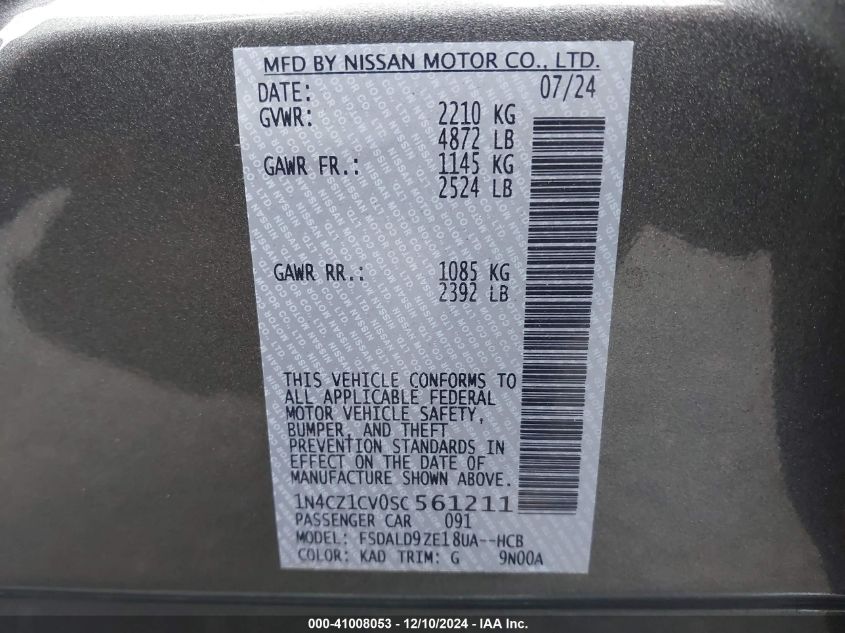 MFD BY NISSAN MOTOR CO., LTD.
DATE: 07/24
GVWR: 2210 KG
4872 LB
GAWR FR.: 1145 KG
2524 LB
GAWR RR.: 1085 KG
2392 LB
THIS VEHICLE CONFORMS TO
ALL APPLICABLE FEDERAL
MOTOR VEHICLE SAFETY,
BUMPER, AND THEFT
PREVENTION STANDARDS IN
EFFECT ON THE DATE OF
MANUFACTURE SHOWN ABOVE.
1N4CZ1CV0SC561211
PASSENGER CAR 091
MODEL: FSDALD9ZE18UA--HCB
COLOR: KAD TRIM: G 9N00A
000-41008053 - 12/10/2024 - IAA Inc.